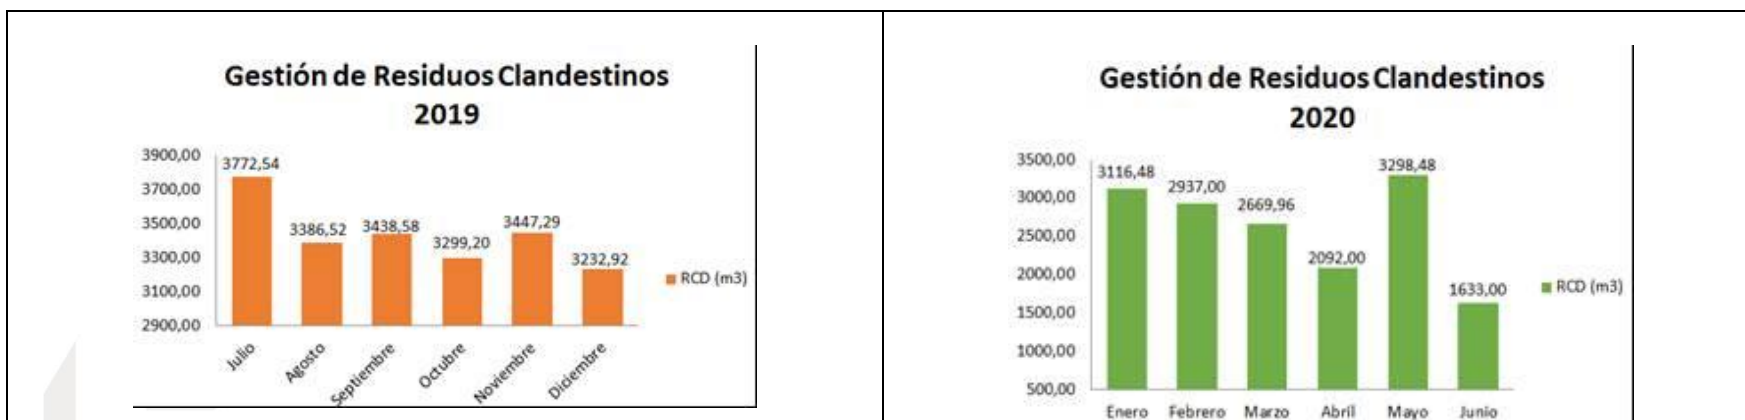 Gestión de Residuos Clandestinos
2019
3900,00
3700,00
3500,00
3300,00
3100,00
2900,00
3772,54
3386,52
3438,58
3299,20
3447,29
3232,92
RCD (m3)
Julio
Agosto
Septiembre
Octubre
Noviembre
Diciembre
Gestión de Residuos Clandestinos
2020
3500,00
3000,00
2500,00
2000,00
1500,00
1000,00
500,00
3116,48
2937,00
2669,96
2092,00
3298,48
1633,00
RCD (m3)
Enero
Febrero
Marzo
Abríl
Mayo
Junio